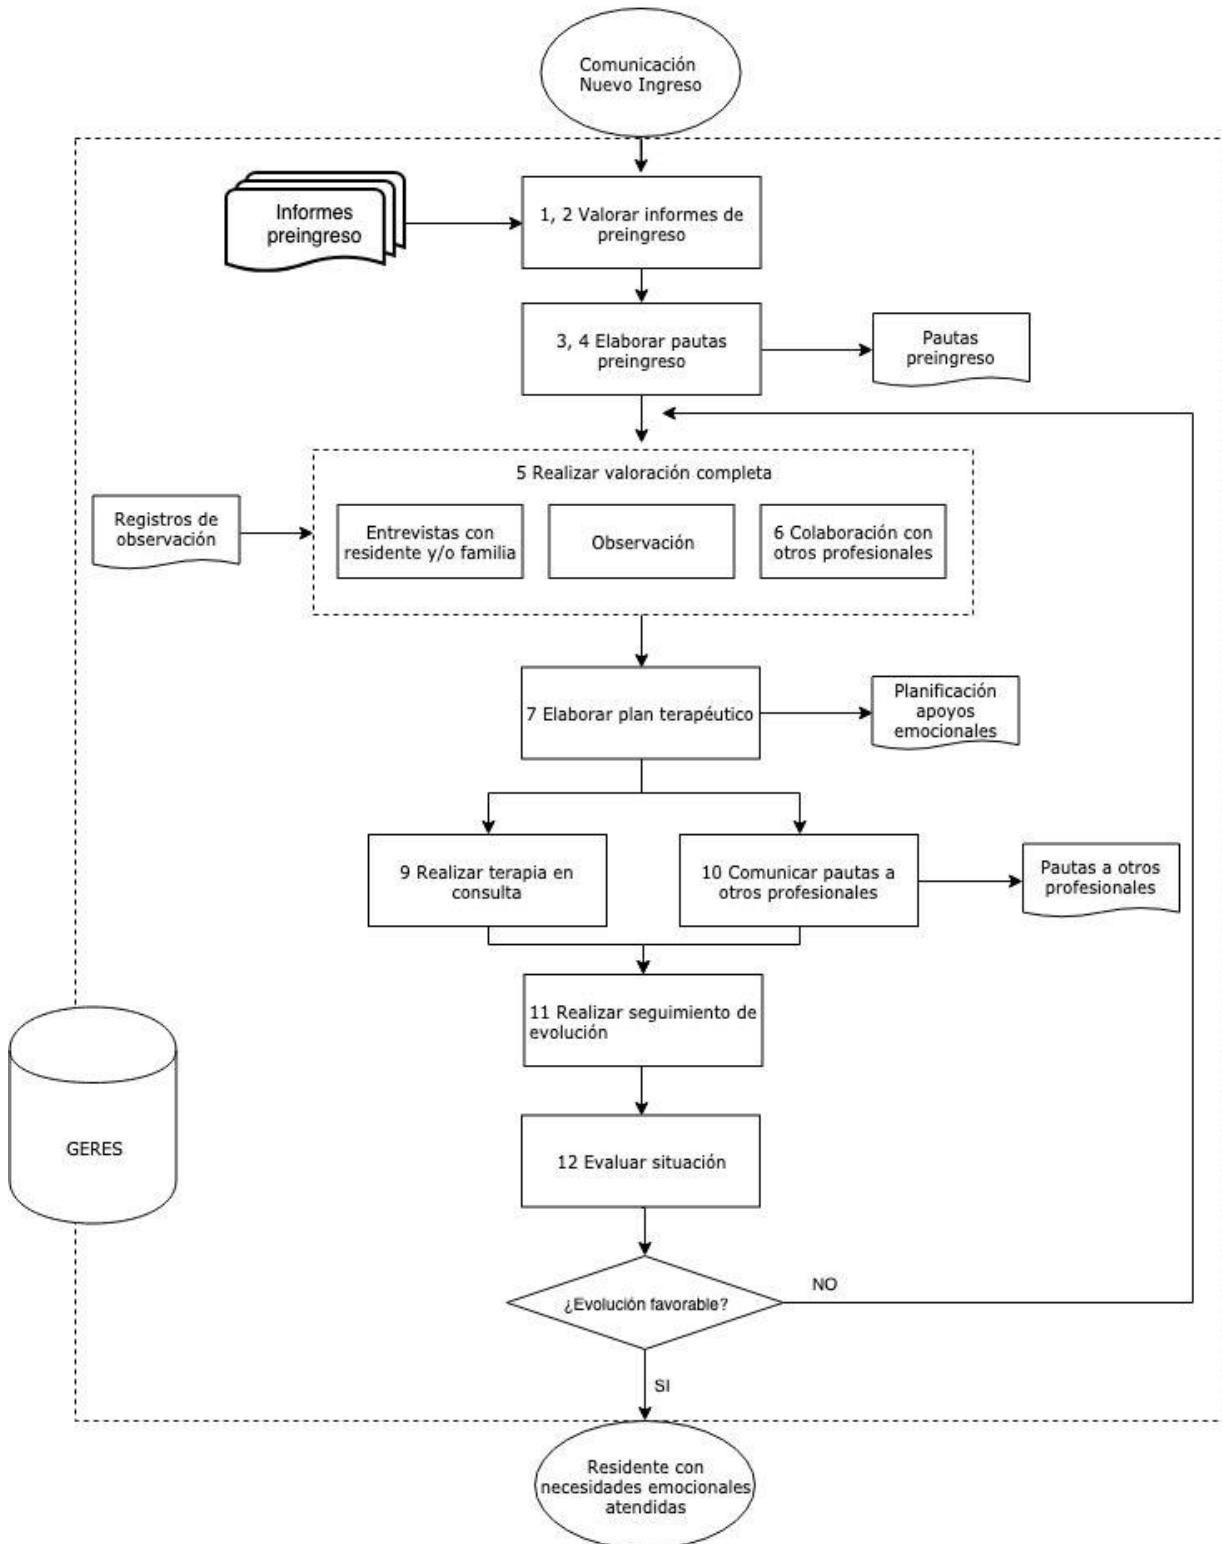 Comunicación
Nuevo Ingreso
Informes
preingreso
1, 2 Valorar informes de
preingreso
3, 4 Elaborar pautas
preingreso
Pautas
preingreso
5 Realizar valoración completa
Registros de
observación
Entrevistas con
residente y/o familia
Observación
6 Colaboración con
otros profesionales
7 Elaborar plan terapéutico
Planificación
apoyos
emocionales
9 Realizar terapia en
consulta
10 Comunicar pautas a
otros profesionales
Pautas a otros
profesionales
11 Realizar seguimiento de
evolución
GERES
12 Evaluar situación
¿Evolución favorable?
NO
SI
Residente con
necesidades emocionales
atendidas